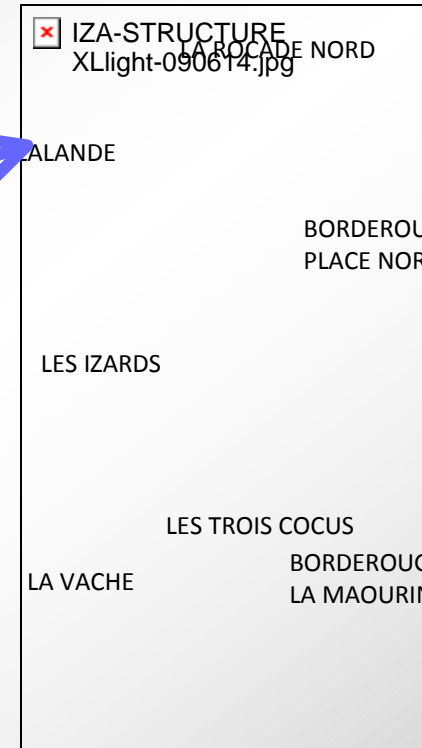 IZA-STRUCTURE
XLlight-090614.jpg
LA ROCADE NORD
LALANDE
BORDEROU
PLACE NOR
LES IZARDS
LES TROIS COCUS
BORDEROUG
LA MAOURIN
LA VACHE